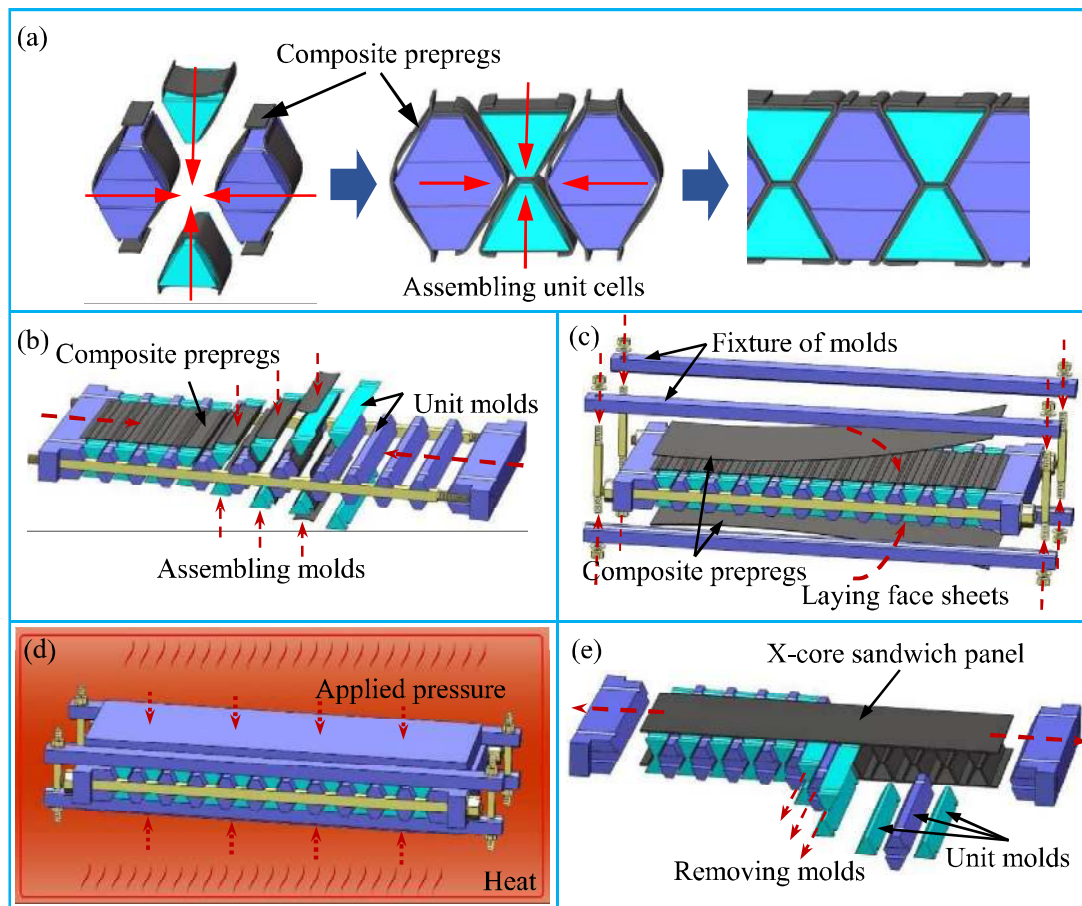 (a)
Composite prepregs
Assembling unit cells
(b)
Composite prepregs
Unit molds
Assembling molds
(c)
Fixture of molds
Composite prepregs
Laying face sheets
(d)
Applied pressure
Heat
(e)
X-core sandwich panel
Removing molds
Unit molds